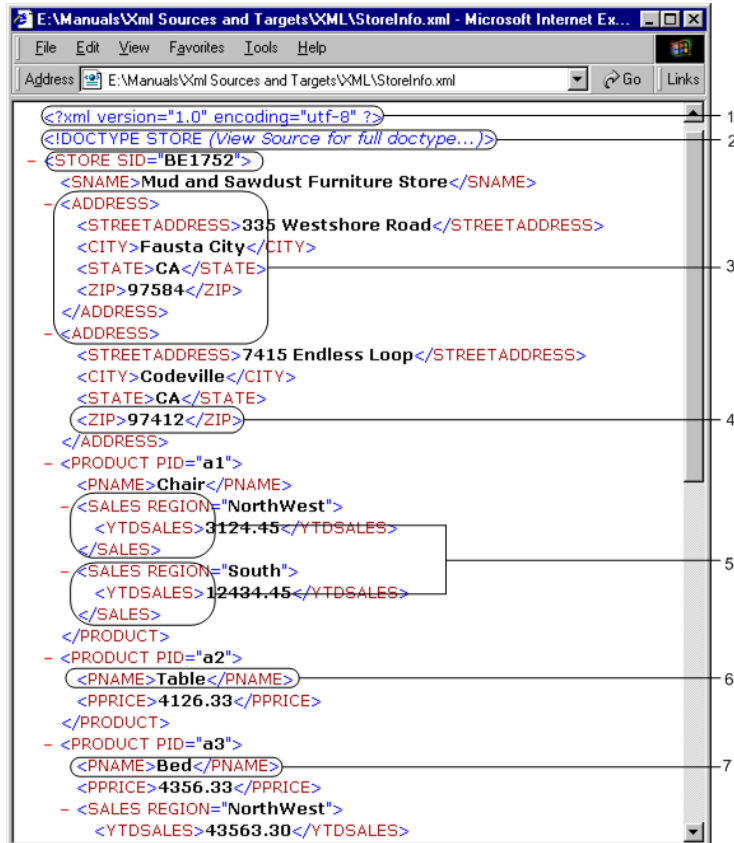 E:\Manuals\Xml Sources and Targets\XML\StoreInfo.xml - Microsoft Internet Ex...
File Edit View Favorites Tools Help
Address E:\Manuals\Xml Sources and Targets\XML\StoreInfo.xml Go Links
<?xml version="1.0" encoding="utf-8" ?> 1
<!DOCTYPE STORE (View Source for full doctype...)> 2
- <STORE SID="BE1752">
<SNAME>Mud and Sawdust Furniture Store</SNAME>
- <ADDRESS>
<STREETADDRESS>335 Westshore Road</STREETADDRESS>
<CITY>Fausta City</CITY>
<STATE>CA</STATE> 3
<ZIP>97584</ZIP>
</ADDRESS>
- <ADDRESS>
<STREETADDRESS>7415 Endless Loop</STREETADDRESS>
<CITY>Codeville</CITY>
<STATE>CA</STATE>
<ZIP>97412</ZIP> 4
</ADDRESS>
- <PRODUCT PID="a1">
<PNAME>Chair</PNAME>
- <SALES REGION="NorthWest">
<YTDSALES>3124.45</YTDSALES>
</SALES>
5
- <SALES REGION="South">
<YTDSALES>12434.45</YTDSALES>
</SALES>
</PRODUCT>
- <PRODUCT PID="a2">
<PNAME>Table</PNAME> 6
<PPRICE>4126.33</PPRICE>
</PRODUCT>
- <PRODUCT PID="a3">
<PNAME>Bed</PNAME> 7
<PPRICE>4356.33</PPRICE>
- <SALES REGION="NorthWest">
<YTDSALES>43563.30</YTDSALES>